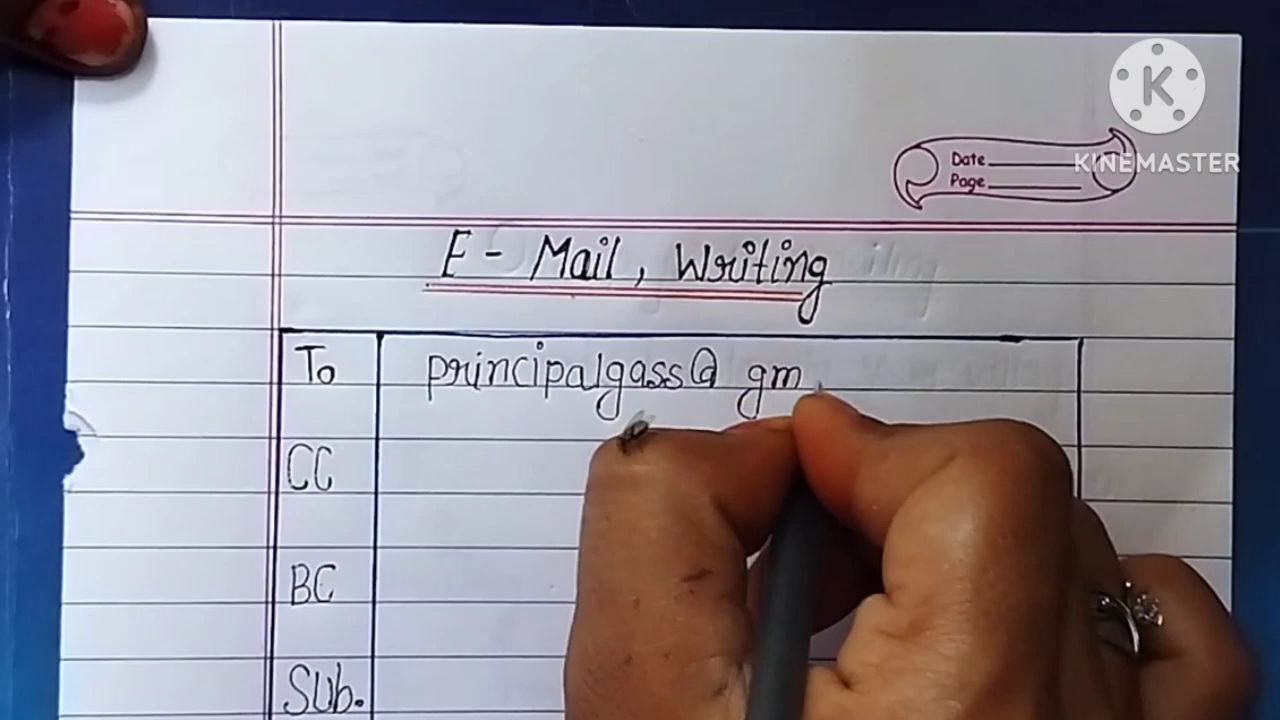 K
KINEMASTER
Date
Page
E - Mail, Writing
To principalgass@ gm
CC
BC
Sub.